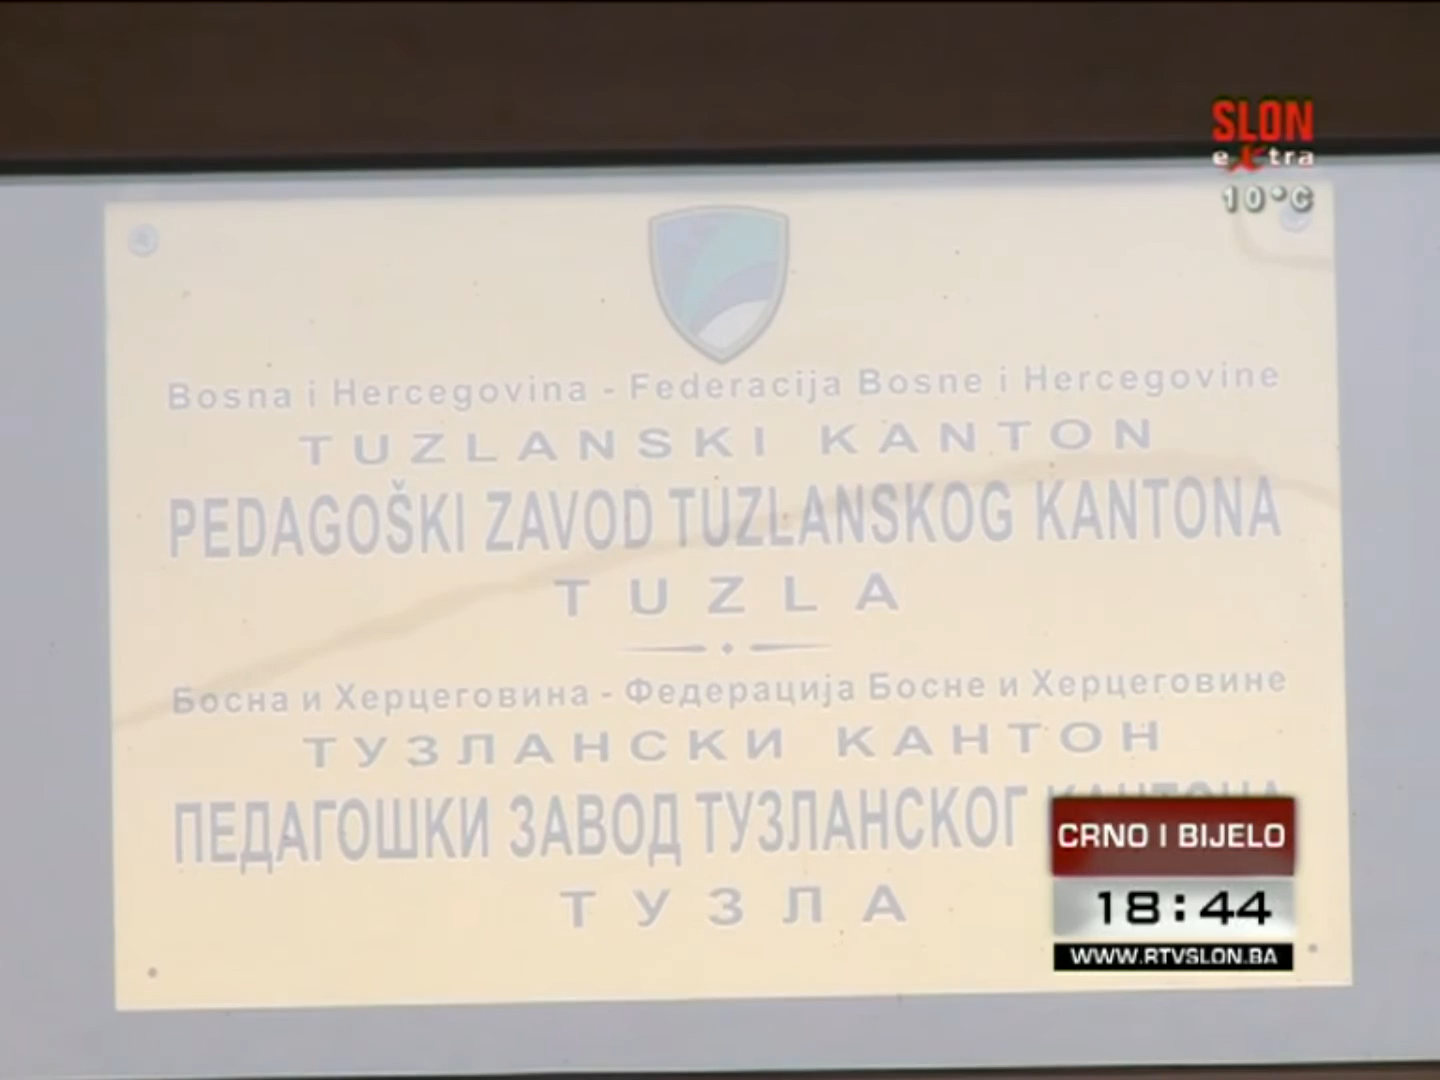 SLON
extra
10°C
Bosna i Hercegovina - Federacija Bosne i Hercegovine
TUZLANSKI KANTON
PEDAGOŠKI ZAVOD TUZLANSKOG KANTONA
TUZLA
Босна и Херцеговина - Федерација Босне и Херцеговине
ТУЗЛАНСКИ КАНТОН
ПЕДАГОШКИ ЗАВОД ТУЗЛАНСКОГ
ТУЗЛА
CRNO I BIJELO
18:44
WWW.RTVSLON.BA